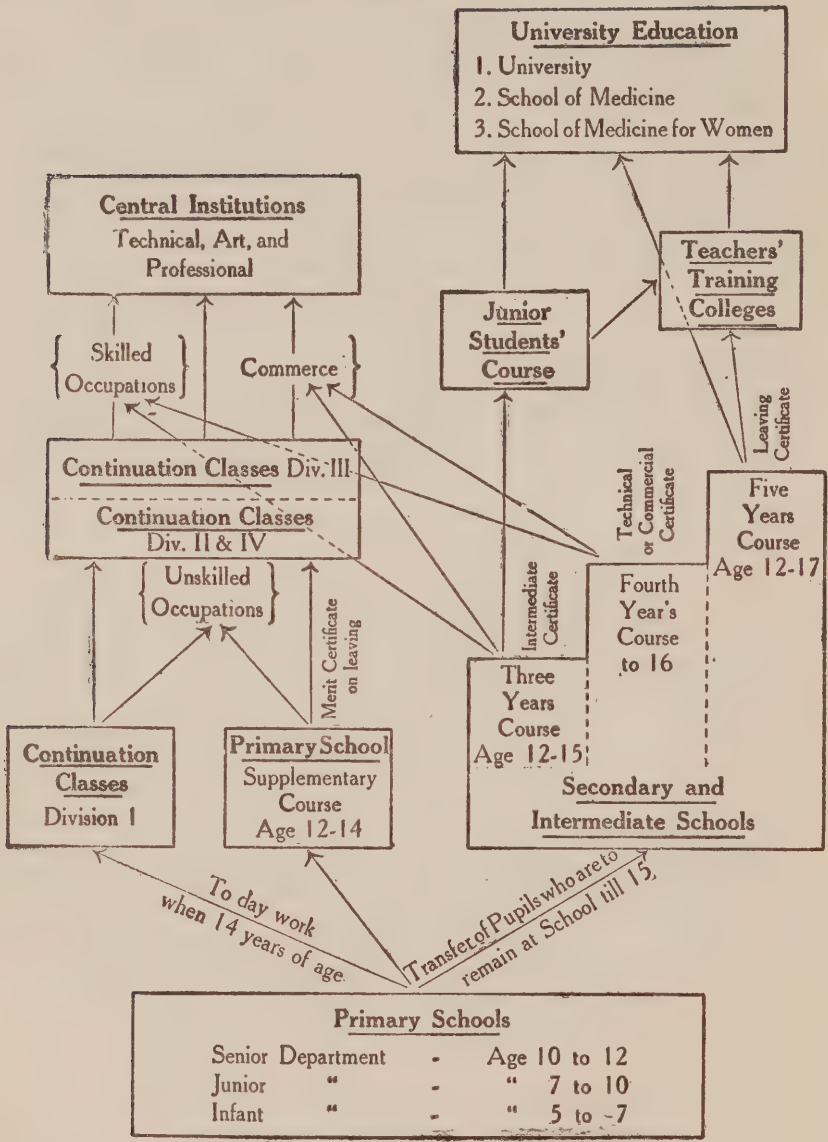 University Education
1. University
2. School of Medicine
3. School of Medicine for Women
Central Institutions
Technical, Art, and
Professional
Teachers'
Training
Colleges
Junior
Students'
Course
Skilled
Occupations
Commerce
Continuation Classes Div. III
Continuation Classes
Div. II & IV
Unskilled
Occupations
Merit Certificate
on leaving
Intermediate
Certificate
Technical
or Commercial
Certificate
Leaving
Certificate
Five
Years
Course
Age 12-17
Fourth
Year's
Course
to 16
Three
Years
Course
Age 12-15
Secondary and
Intermediate Schools
Continuation
Classes
Division 1
Primary School
Supplementary
Course
Age 12-14
To day work
when 14 years of age.
Transfer of Pupils who are to
remain at School till 15.
Primary Schools
Senior Department - Age 10 to 12
Junior " - " 7 to 10
Infant " - " 5 to -7